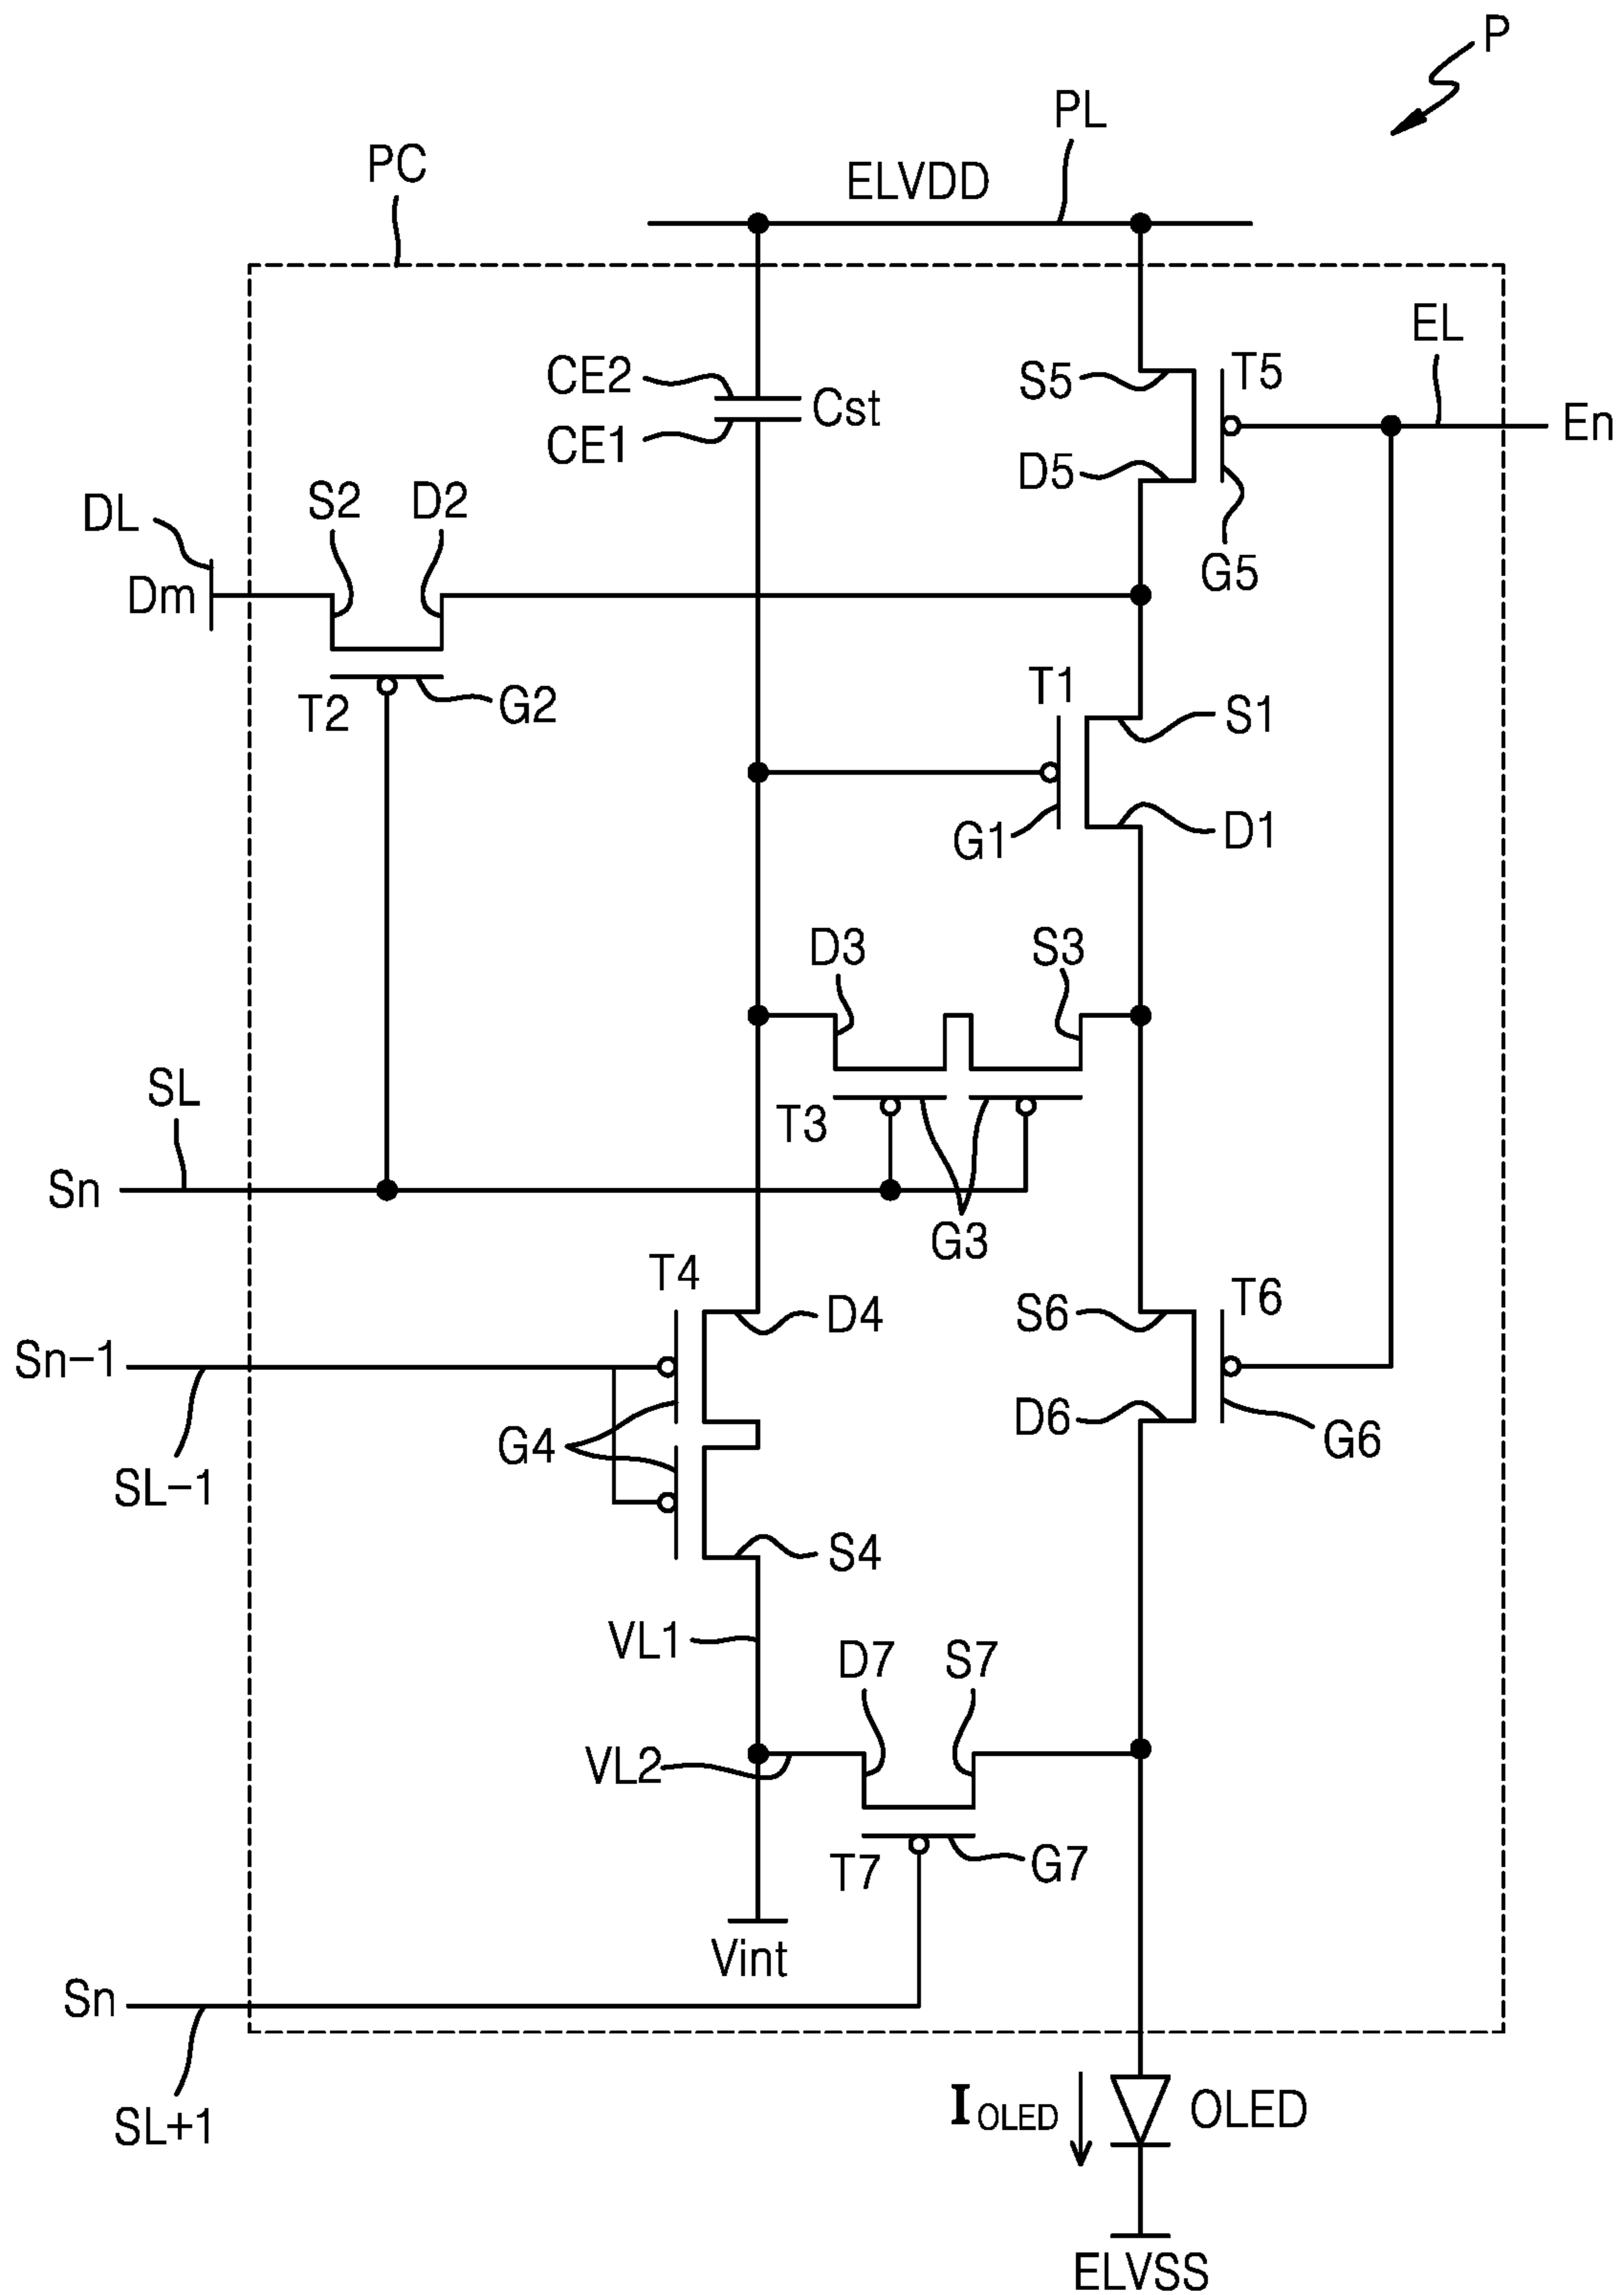 P
PL
PC
ELVDD
EL
CE2
Cst
S5
T5
En
CE1
D5
S2
D2
DL
G5
Dm
T1
T2
G2
S1
G1
D1
D3
S3
SL
T3
Sn
G3
T4
D4
S6
T6
Sn-1
D6
G4
G6
SL-1
S4
VL1
D7
S7
VL2
T7
G7
Vint
Sn
IOLED
OLED
SL+1
ELVSS